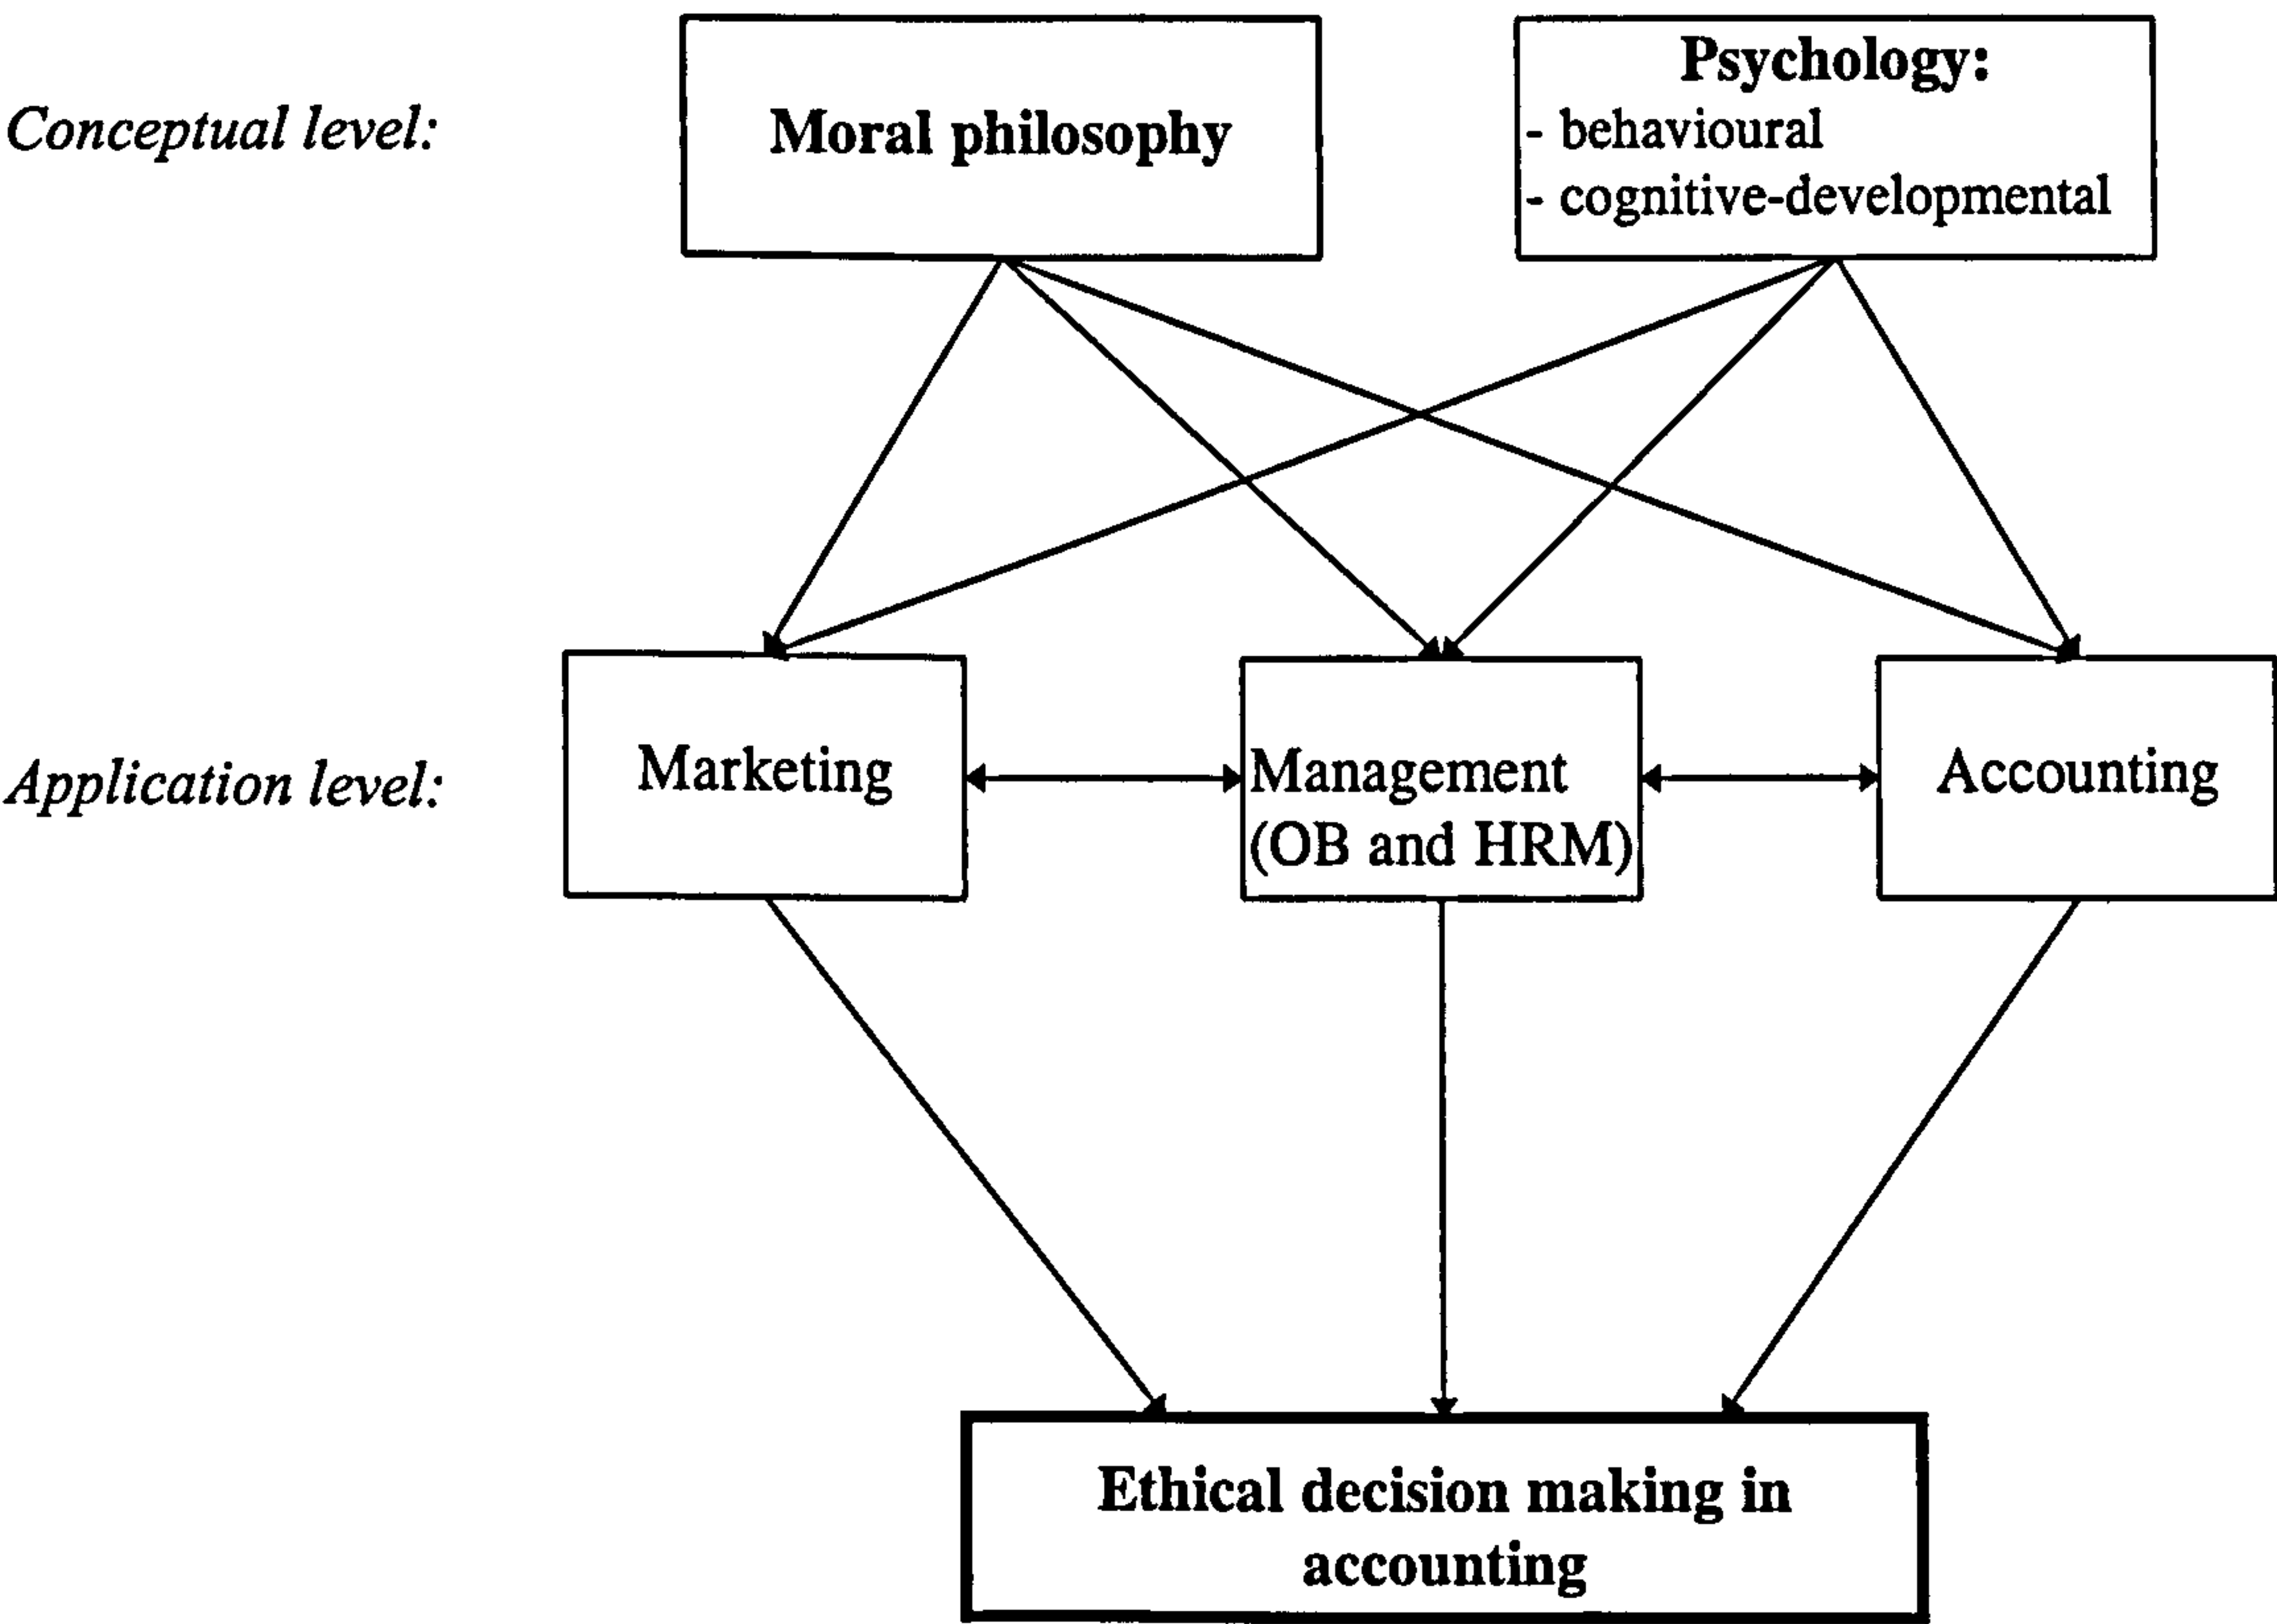 Conceptual level:
Moral philosophy
Psychology:
- behavioural
- cognitive-developmental
Application level:
Marketing
Management
(OB and HRM)
Accounting
Ethical decision making in
accounting